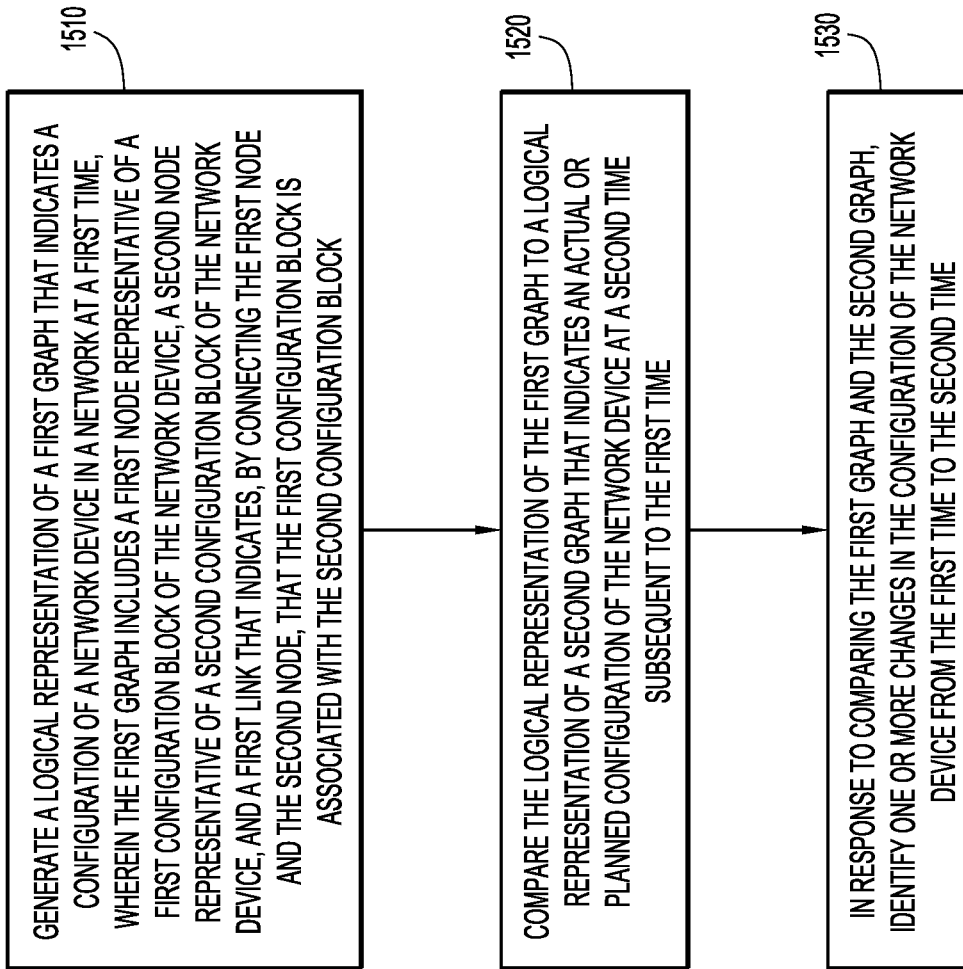 1510
GENERATE A LOGICAL REPRESENTATION OF A FIRST GRAPH THAT INDICATES A
CONFIGURATION OF A NETWORK DEVICE IN A NETWORK AT A FIRST TIME,
WHEREIN THE FIRST GRAPH INCLUDES A FIRST NODE REPRESENTATIVE OF A
FIRST CONFIGURATION BLOCK OF THE NETWORK DEVICE, A SECOND NODE
REPRESENTATIVE OF A SECOND CONFIGURATION BLOCK OF THE NETWORK
DEVICE, AND A FIRST LINK THAT INDICATES, BY CONNECTING THE FIRST NODE
AND THE SECOND NODE, THAT THE FIRST CONFIGURATION BLOCK IS
ASSOCIATED WITH THE SECOND CONFIGURATION BLOCK
1520
COMPARE THE LOGICAL REPRESENTATION OF THE FIRST GRAPH TO A LOGICAL
REPRESENTATION OF A SECOND GRAPH THAT INDICATES AN ACTUAL OR
PLANNED CONFIGURATION OF THE NETWORK DEVICE AT A SECOND TIME
SUBSEQUENT TO THE FIRST TIME
1530
IN RESPONSE TO COMPARING THE FIRST GRAPH AND THE SECOND GRAPH,
IDENTIFY ONE OR MORE CHANGES IN THE CONFIGURATION OF THE NETWORK
DEVICE FROM THE FIRST TIME TO THE SECOND TIME